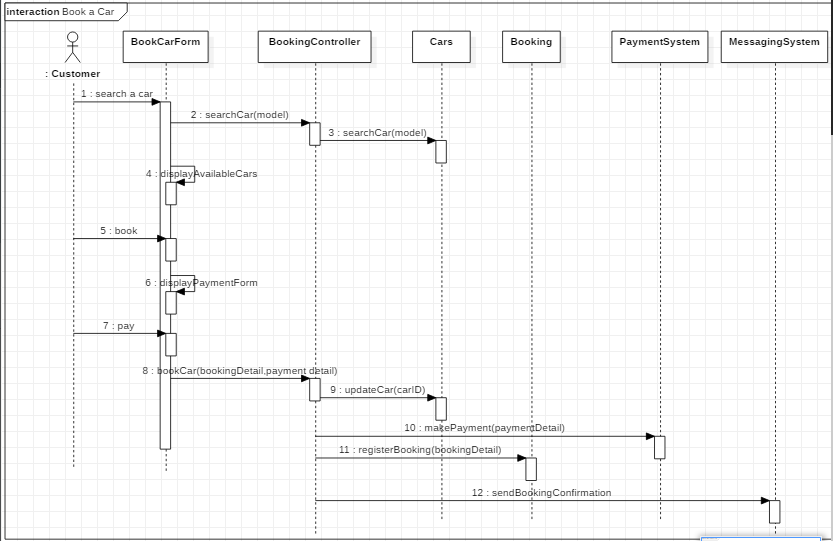 interaction Book a Car
: Customer
BookCarForm
BookingController
Cars
Booking
PaymentSystem
MessagingSystem
1 : search a car
2 : searchCar(model)
3 : searchCar(model)
4 : displayAvailableCars
5 : book
6 : displayPaymentForm
7 : pay
8 : bookCar(bookingDetail,payment detail)
9 : updateCar(carID)
10 : makePayment(paymentDetail)
11 : registerBooking(bookingDetail)
12 : sendBookingConfirmation